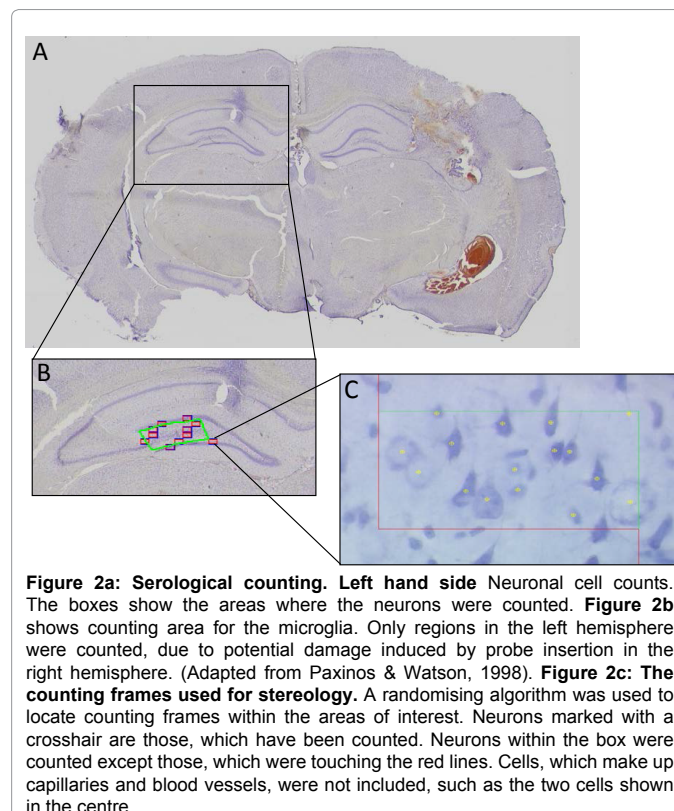 A
B
C
Figure 2a: Serological counting. Left hand side Neuronal cell counts.
The boxes show the areas where the neurons were counted. Figure 2b
shows counting area for the microglia. Only regions in the left hemisphere
were counted, due to potential damage induced by probe insertion in the
right hemisphere. (Adapted from Paxinos & Watson, 1998). Figure 2c: The
counting frames used for stereology. A randomising algorithm was used to
locate counting frames within the areas of interest. Neurons marked with a
crosshair are those, which have been counted. Neurons within the box were
counted except those, which were touching the red lines. Cells, which make up
capillaries and blood vessels, were not included, such as the two cells shown
in the centre.